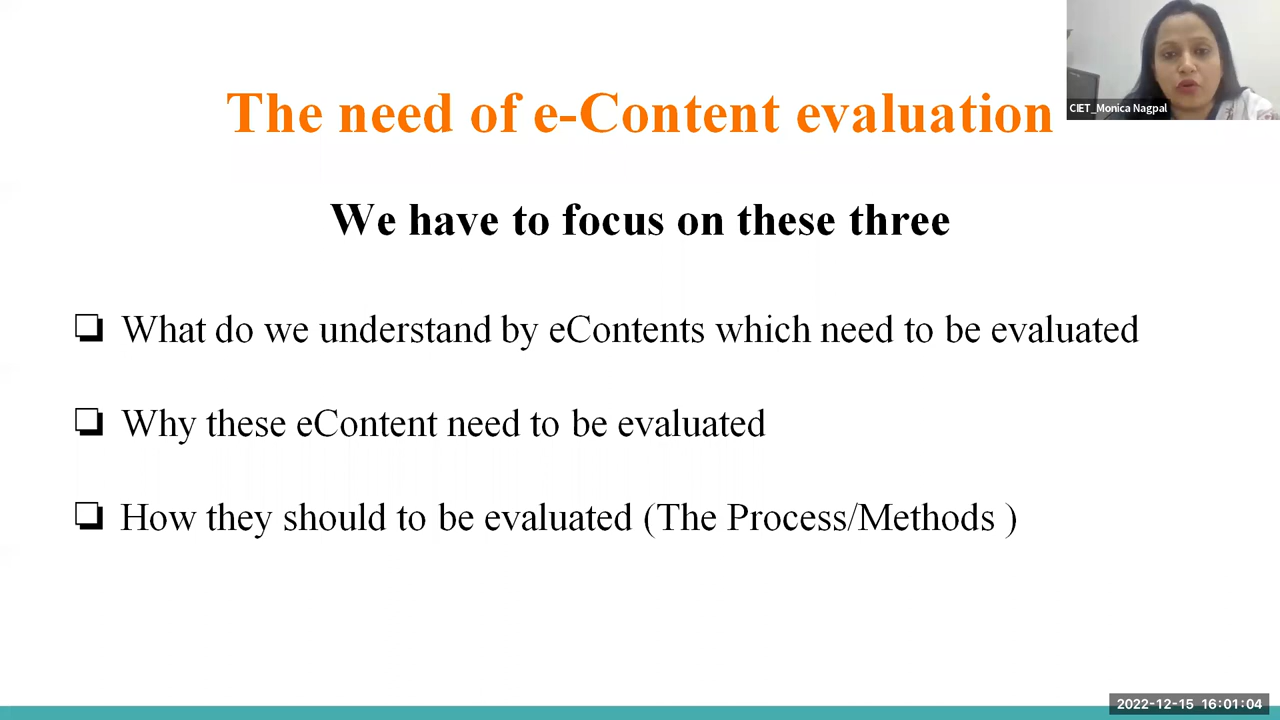 The need of e-Content evaluation
CIET_Monica Nagpal
We have to focus on these three
❏ What do we understand by eContents which need to be evaluated
❏ Why these eContent need to be evaluated
❏ How they should to be evaluated (The Process/Methods )
2022-12-15 16:01:04